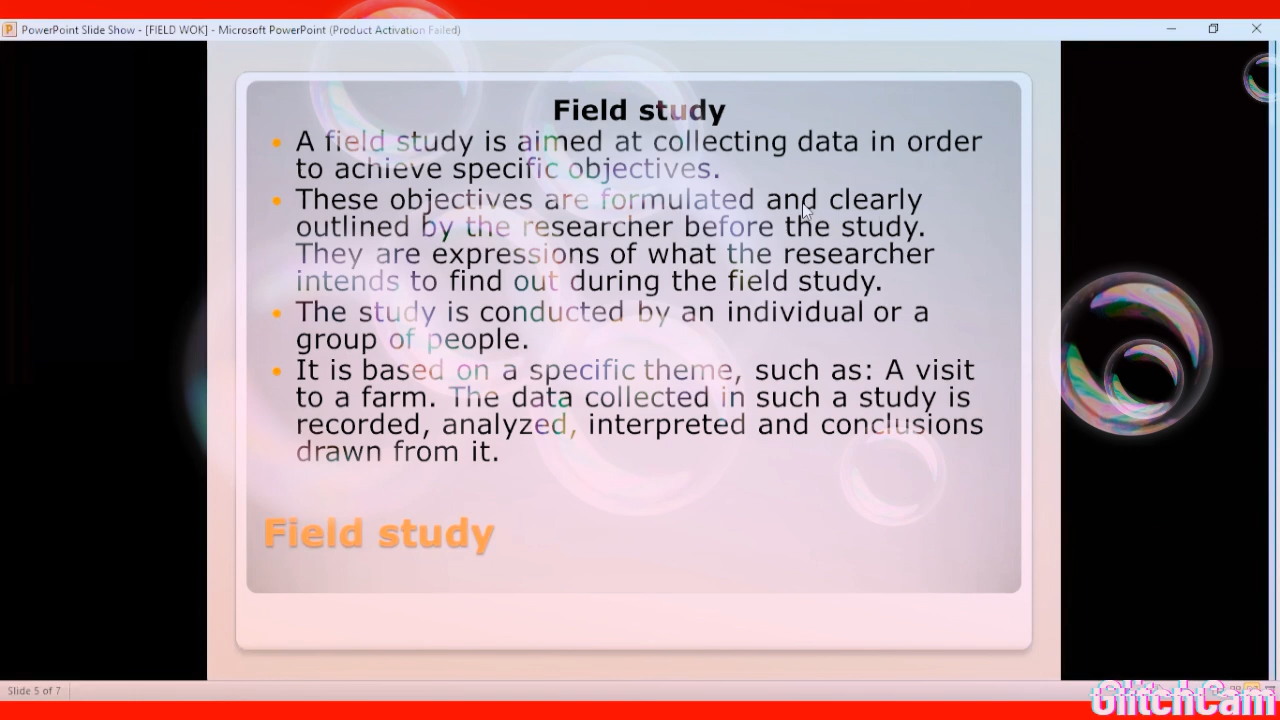 PowerPoint Slide Show - [FIELD WOK] - Microsoft PowerPoint (Product Activation Failed)
Field study
• A field study is aimed at collecting data in order
to achieve specific objectives.
• These objectives are formulated and clearly
outlined by the researcher before the study.
They are expressions of what the researcher
intends to find out during the field study.
• The study is conducted by an individual or a
group of people.
• It is based on a specific theme, such as: A visit
to a farm. The data collected in such a study is
recorded, analyzed, interpreted and conclusions
drawn from it.
Field study
Slide 5 of 7
GlitchCam